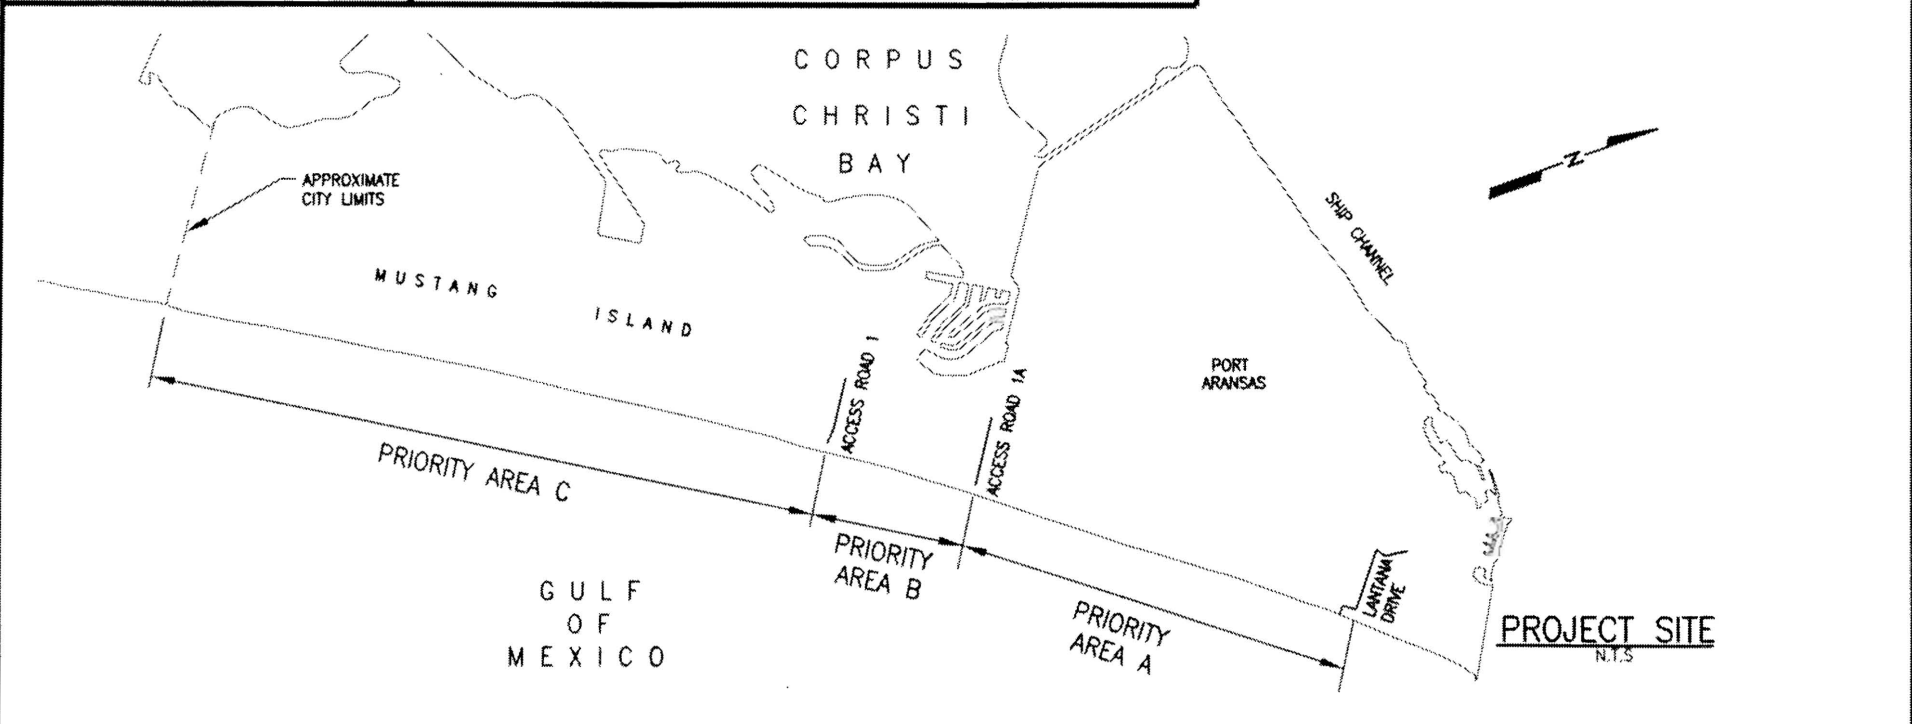 CORPUS
CHRISTI
BAY
N
APPROXIMATE
CITY LIMITS
SHIP CHANNEL
MUSTANG ISLAND
PORT
ARANSAS
ACCESS ROAD 1
ACCESS ROAD 1A
PRIORITY AREA C
PRIORITY
AREA B
LANTANA
DRIVE
PRIORITY
AREA A
GULF
OF
MEXICO
PROJECT SITE
N.T.S